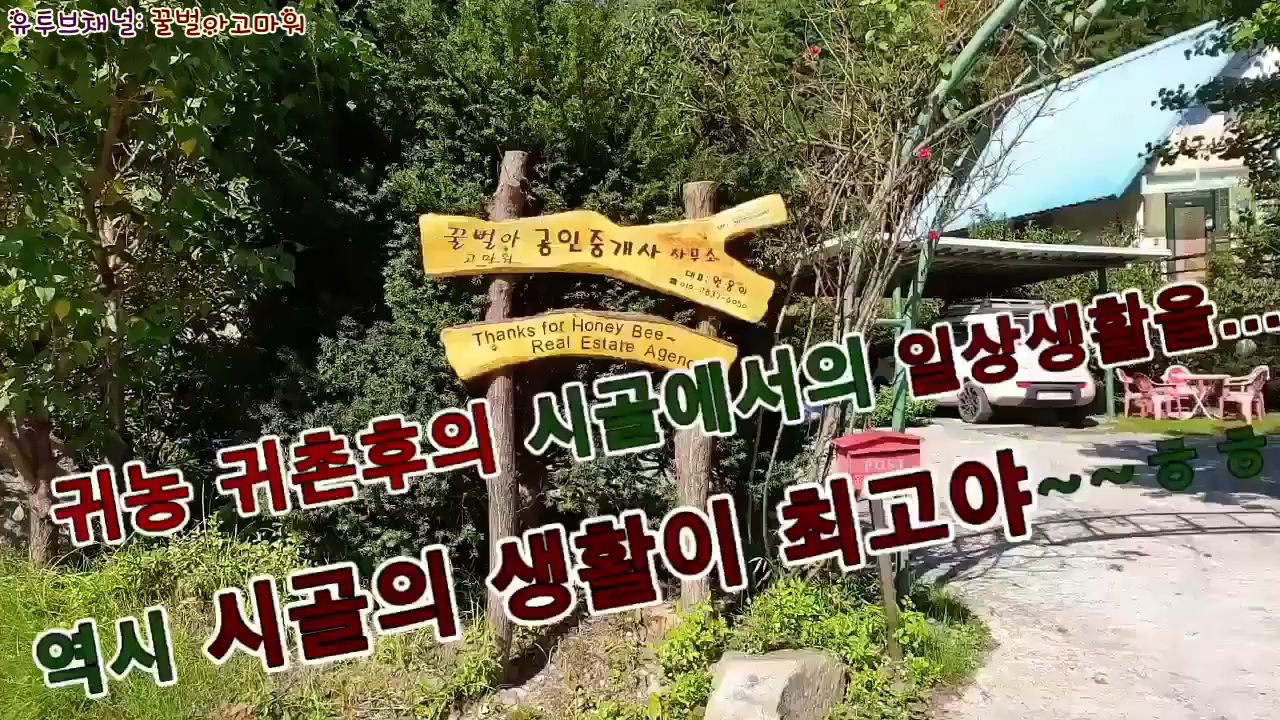 유투브채널: 꿀벌아고마워
꿀벌아 고마워 공인중개사 사무소
Thanks for Honey Bee~
Real Estate Agency
귀농 귀촌후의 시골에서의 일상생활을...
POST
역시 시골의 생활이 최고야~~ㅎㅎ